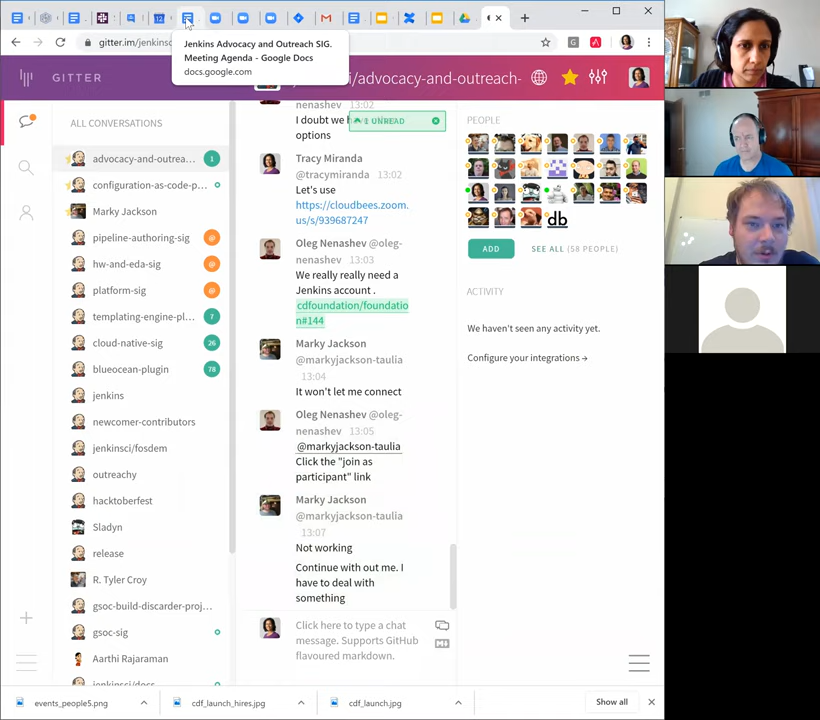 12
gitter.im/jenkinsc
G
A
Jenkins Advocacy and Outreach SIG.
Meeting Agenda - Google Docs
docs.google.com
GITTER
ci/advocacy-and-outreach-
ALL CONVERSATIONS
advocacy-and-outrea...
1
configuration-as-code-p...
Marky Jackson
pipeline-authoring-sig
@
hw-and-eda-sig
@
platform-sig
@
templating-engine-pl...
7
cloud-native-sig
26
blueocean-plugin
78
jenkins
newcomer-contributors
jenkinsci/fosdem
outreachy
hacktoberfest
Sladyn
release
R. Tyler Croy
gsoc-build-discarder-proj...
gsoc-sig
Aarthi Rajaraman
jenkinsci/docs
nenashev 13:02
I doubt we h
options
1 UNREAD
Tracy Miranda
@tracymiranda 13:02
Let's use
https://cloudbees.zoom.
us/s/939687247
Oleg Nenashev @oleg-
nenashev 13:03
We really really need a
Jenkins account .
cdfoundation/foundatio
n#144
Marky Jackson
@markyjackson-taulia
13:04
It won't let me connect
Oleg Nenashev @oleg-
nenashev 13:05
@markyjackson-taulia
Click the "join as
participant" link
Marky Jackson
@markyjackson-taulia
13:07
Not working
Continue with out me. I
have to deal with
something
Click here to type a chat
message. Supports GitHub
flavoured markdown.
PEOPLE
db
ADD
SEE ALL (58 PEOPLE)
ACTIVITY
We haven't seen any activity yet.
Configure your integrations →
events_people5.png
cdf_launch_hires.jpg
cdf_launch.jpg
Show all